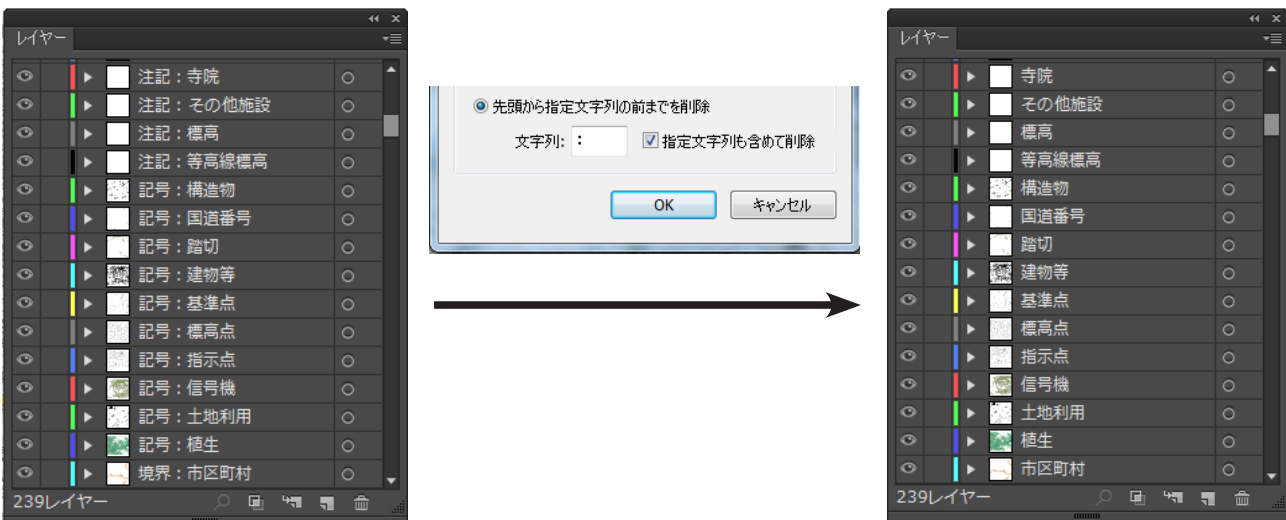 レイヤー
注記：寺院
注記：その他施設
注記：標高
注記：等高線標高
記号：構造物
記号：国道番号
記号：踏切
記号：建物等
記号：基準点
記号：標高点
記号：指示点
記号：信号機
記号：土地利用
記号：植生
境界：市区町村
239レイヤー
先頭から指定文字列の前までを削除
文字列: ：
指定文字列も含めて削除
OK
キャンセル
レイヤー
寺院
その他施設
標高
等高線標高
構造物
国道番号
踏切
建物等
基準点
標高点
指示点
信号機
土地利用
植生
市区町村
239レイヤー